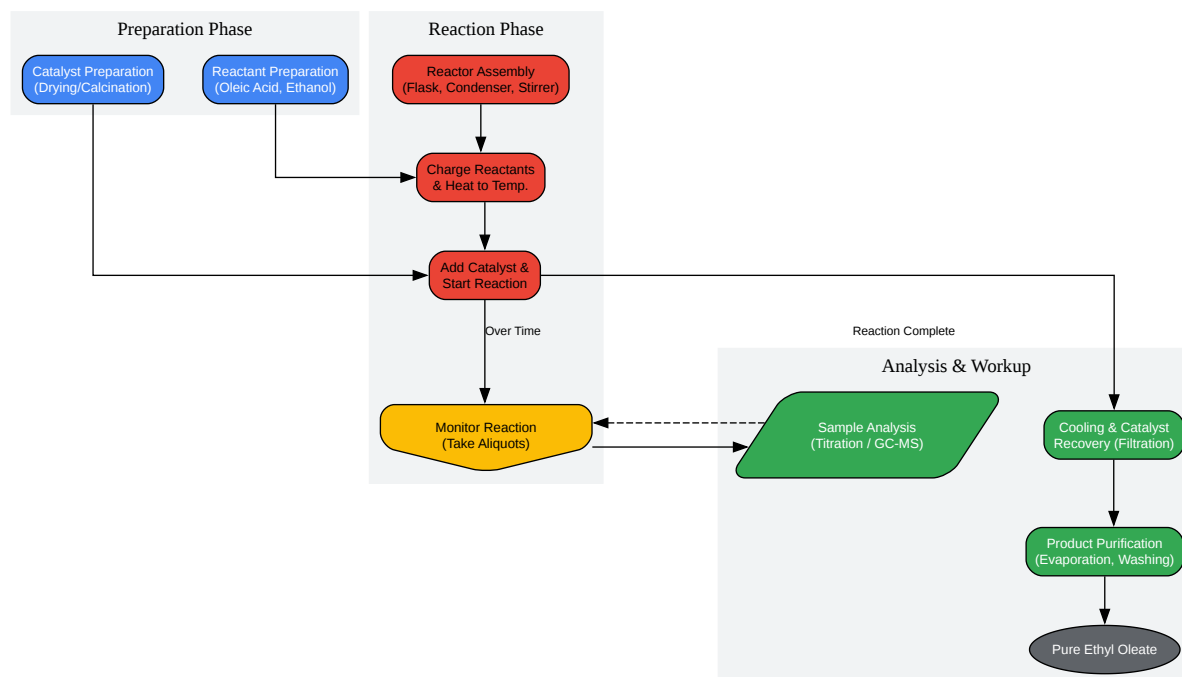 Preparation Phase
Catalyst Preparation
(Drying/Calcination)
Reactant Preparation
(Oleic Acid, Ethanol)
Reaction Phase
Reactor Assembly
(Flask, Condenser, Stirrer)
Charge Reactants
& Heat to Temp.
Add Catalyst &
Start Reaction
Over Time
Monitor Reaction
(Take Aliquots)
Reaction Complete
Analysis & Workup
Sample Analysis
(Titration / GC-MS)
Cooling & Catalyst
Recovery (Filtration)
Product Purification
(Evaporation, Washing)
Pure Ethyl Oleate